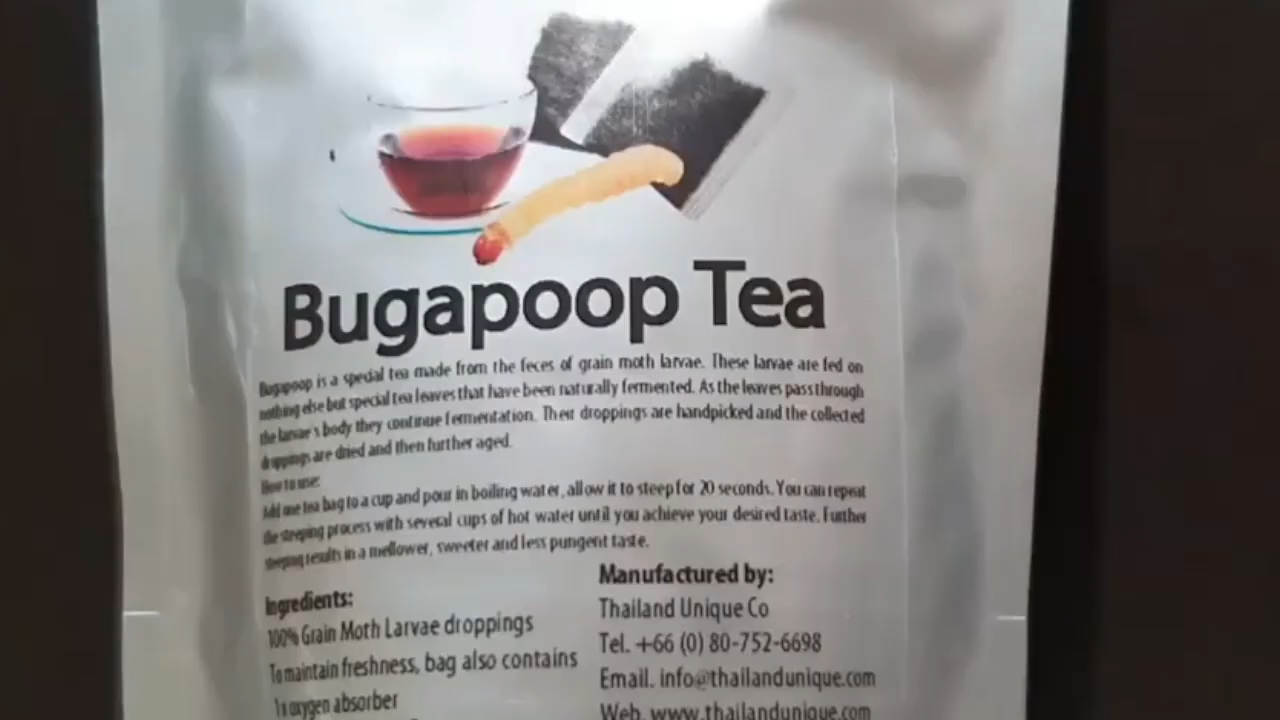 Bugapoop Tea
Bugapoop is a special tea made from the feces of grain moth larvae. These larvae are fed on
nothing else but special tea leaves that have been naturally fermented. As the leaves pass through
the larvae's body they continue fermentation. Their droppings are handpicked and the collected
droppings are dried and then further aged.
How to use:
Add one tea bag to a cup and pour in boiling water, allow it to steep for 20 seconds. You can repeat
the steeping process with several cups of hot water until you achieve your desired taste. Further
steeping results in a mellower, sweeter and less pungent taste.
Ingredients:
100% Grain Moth Larvae droppings
To maintain freshness, bag also contains
1 x oxygen absorber
Manufactured by:
Thailand Unique Co
Tel. +66 (0) 80-752-6698
Email. info@thailandunique.com
Web. www.thailandunique.com